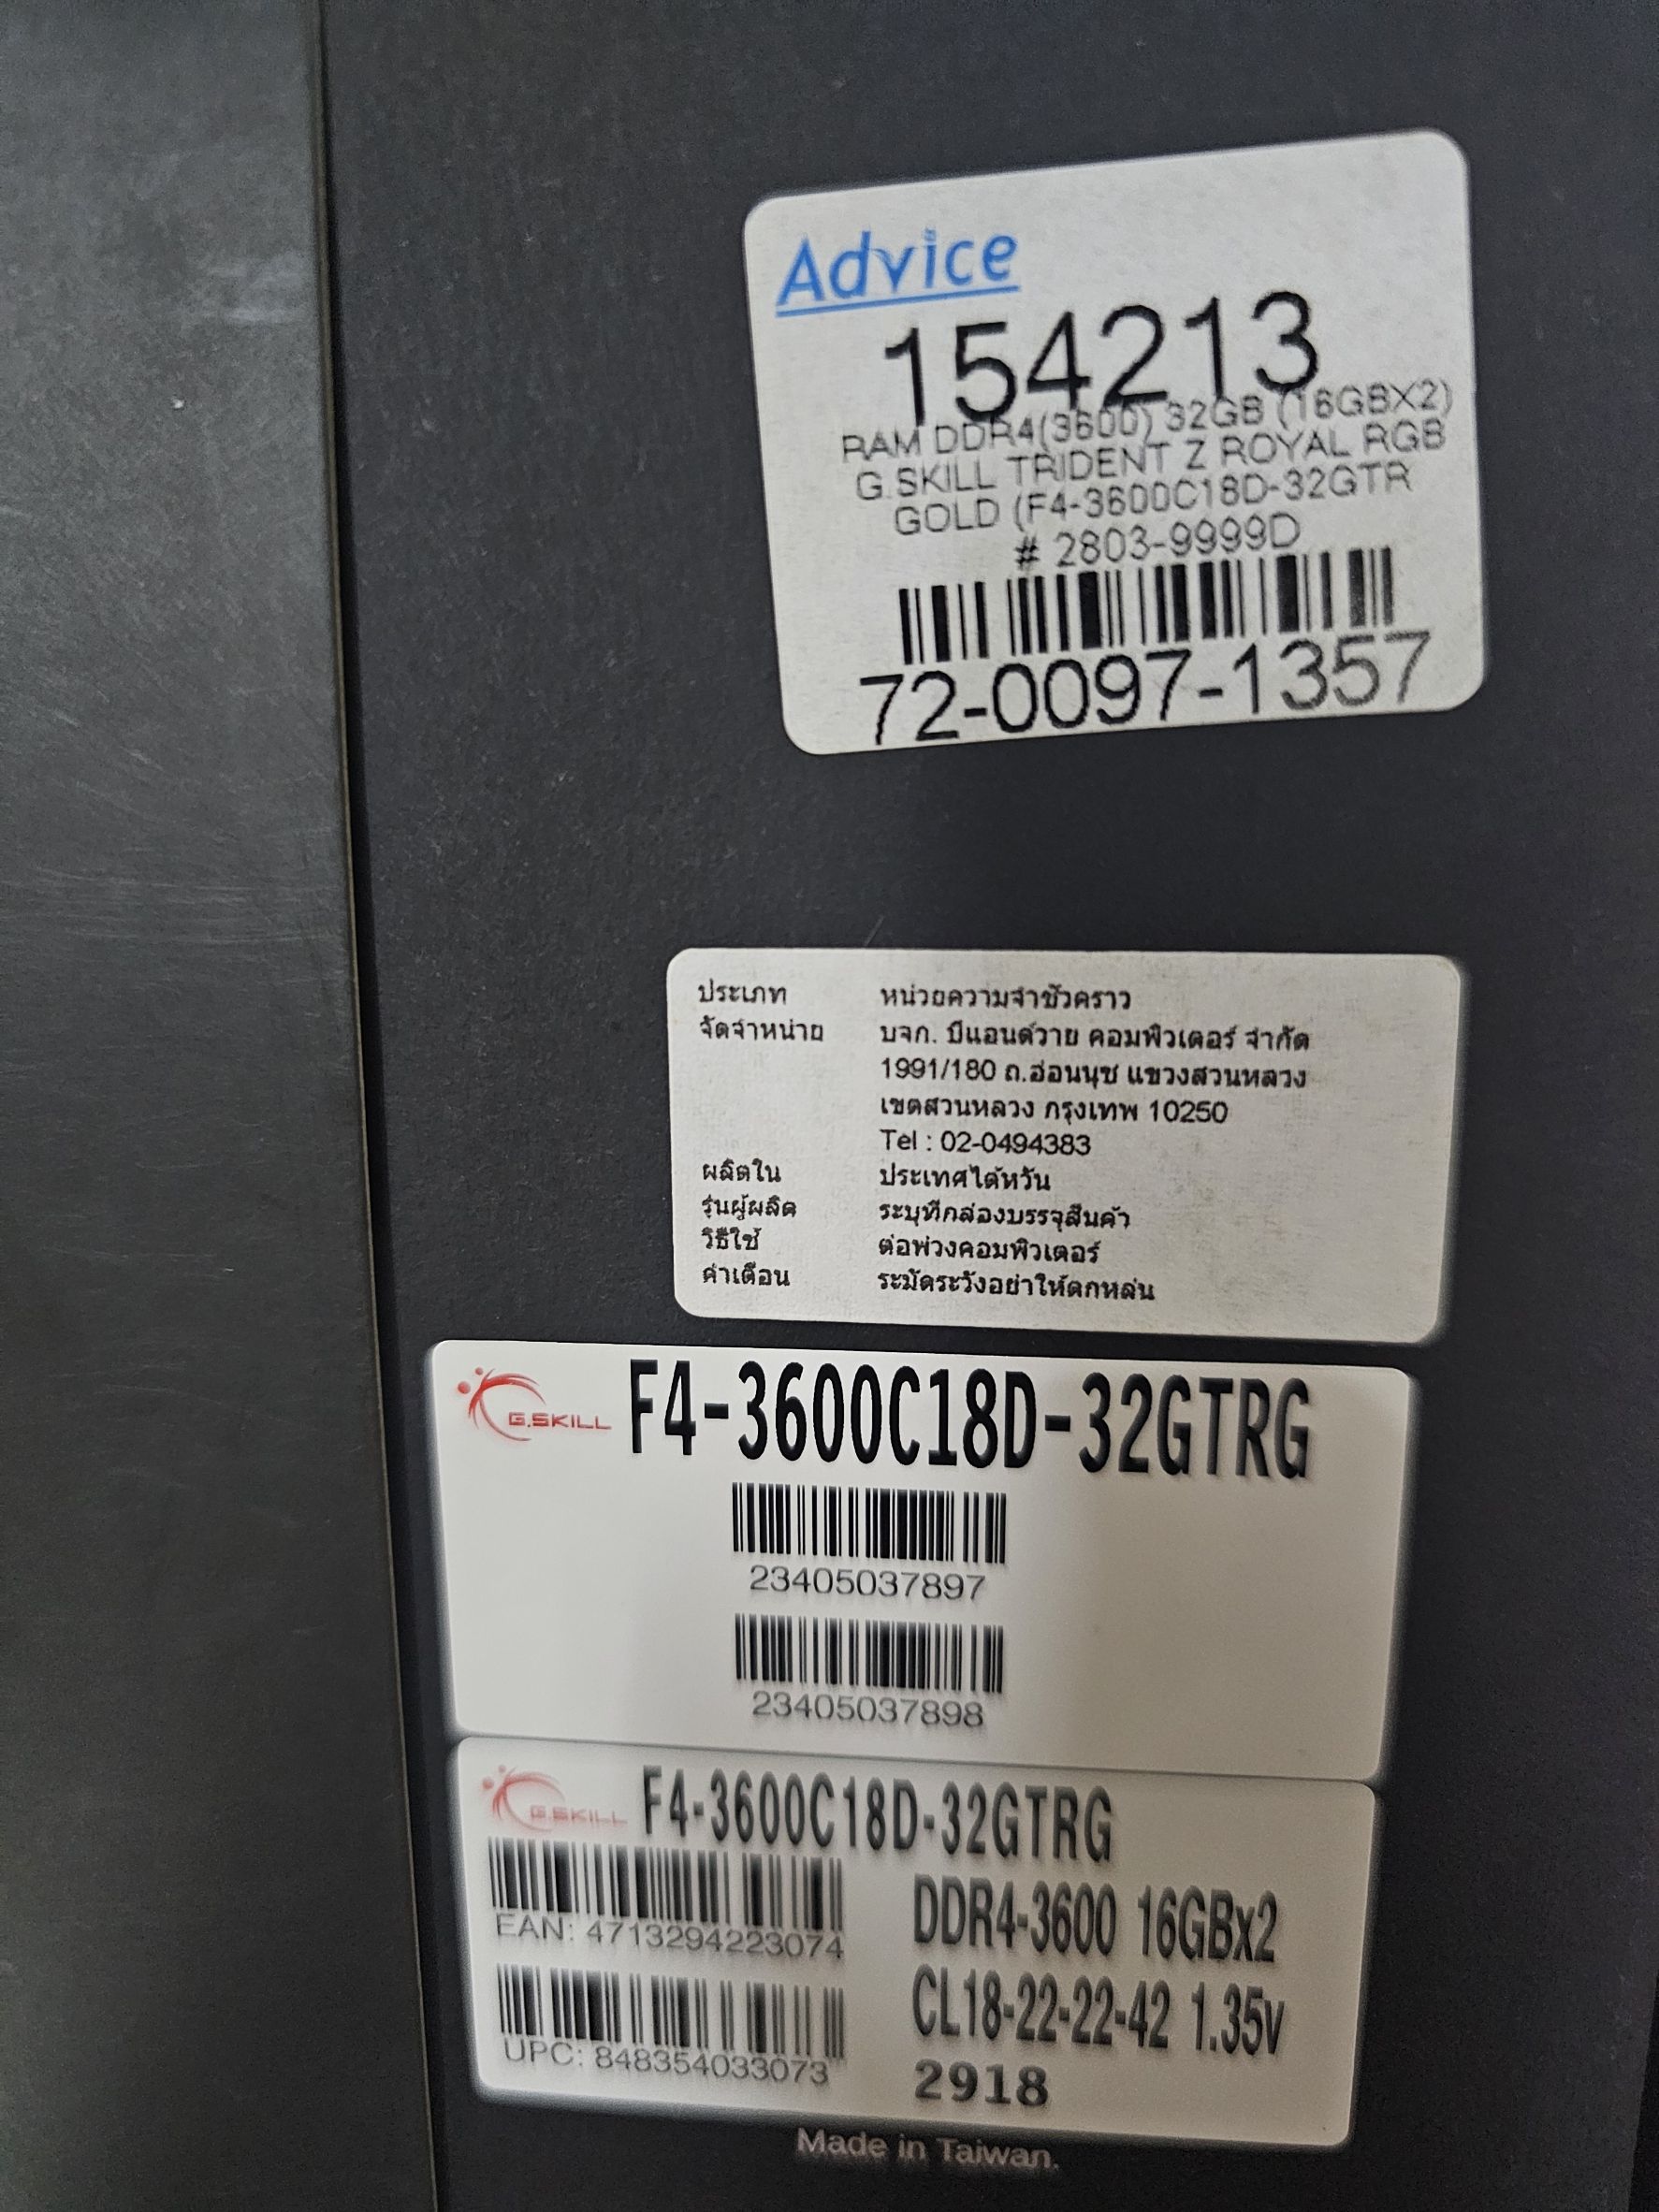 Advice
154213
RAM DDR4(3600) 32GB (16GBX2)
G.SKILL TRIDENT Z ROYAL RGB
GOLD (F4-3600C18D-32GTR
# 2803-9999D
72-0097-1357
ประเภท หน่วยความจำชั่วคราว
จัดจำหน่าย บจก. บีแอนด์วาย คอมพิวเตอร์ จำกัด
1991/180 ถ.อ่อนนุช แขวงสวนหลวง
เขตสวนหลวง กรุงเทพ 10250
Tel : 02-0494383
ผลิตใน ประเทศไต้หวัน
รุ่นผู้ผลิต ระบุที่กล่องบรรจุสินค้า
วิธีใช้ ต่อพ่วงคอมพิวเตอร์
คำเตือน ระมัดระวังอย่าให้ตกหล่น
G.SKILL F4-3600C18D-32GTRG
23405037897
23405037898
G.SKILL F4-3600C18D-32GTRG
EAN: 4713294223074
DDR4-3600 16GBx2
CL18-22-22-42 1.35v
UPC: 848354033073
2918
Made in Taiwan.